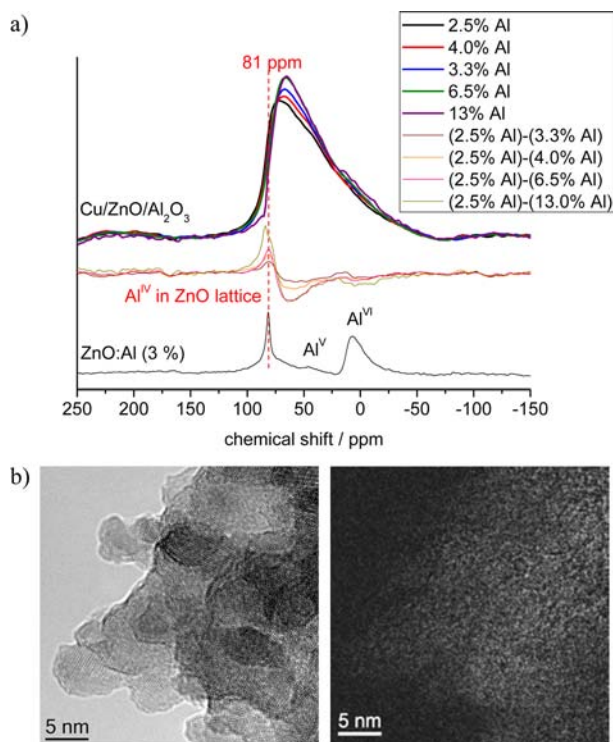 a)
2.5% Al
4.0% Al
3.3% Al
6.5% Al
13% Al
(2.5% Al)-(3.3% Al)
(2.5% Al)-(4.0% Al)
(2.5% Al)-(6.5% Al)
(2.5% Al)-(13.0% Al)
81 ppm
Cu/ZnO/Al₂O₃
Alᴵⱽ in ZnO lattice
ZnO:Al (3 %)
Alⱽ
Alⱽᴵ
250 200 150 100 50 0 -50 -100 -150
chemical shift / ppm
b)
5 nm
5 nm